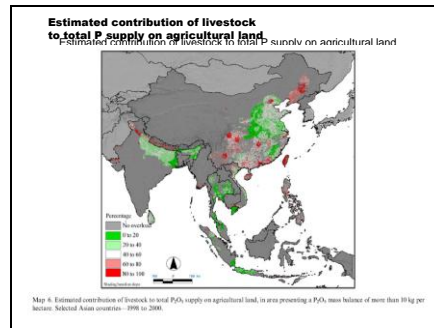 Estimated contribution of livestock
to total P supply on agricultural land
Estimated contribution of livestock to total P supply on agricultural land
Percentage
No overload
0 to 20
20 to 40
40 to 60
60 to 80
80 to 100
Map 6. Estimated contribution of livestock to total P₂O₅ supply on agricultural land, in area presenting a P₂O₅ mass balance of more than 10 kg per
hectare. Selected Asian countries—1998 to 2000.